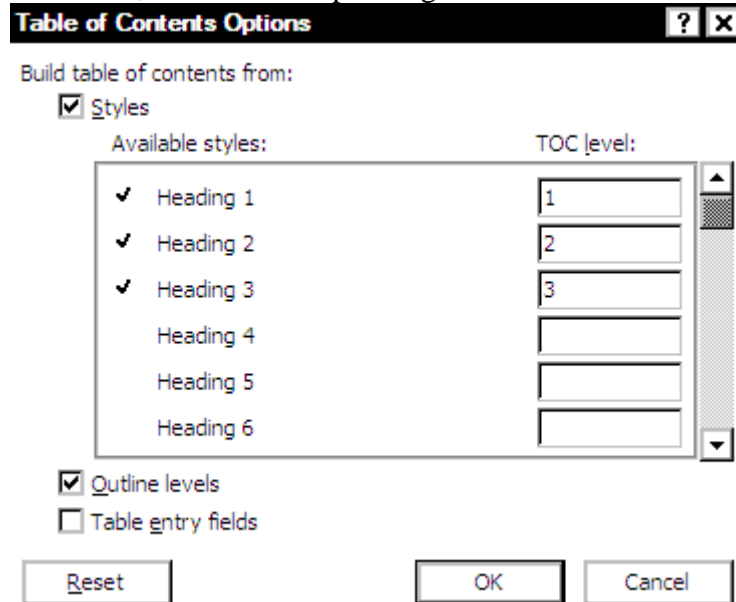 Table of Contents Options
Build table of contents from:
Styles
Available styles: TOC level:
Heading 1 1
Heading 2 2
Heading 3 3
Heading 4
Heading 5
Heading 6
Outline levels
Table entry fields
Reset OK Cancel